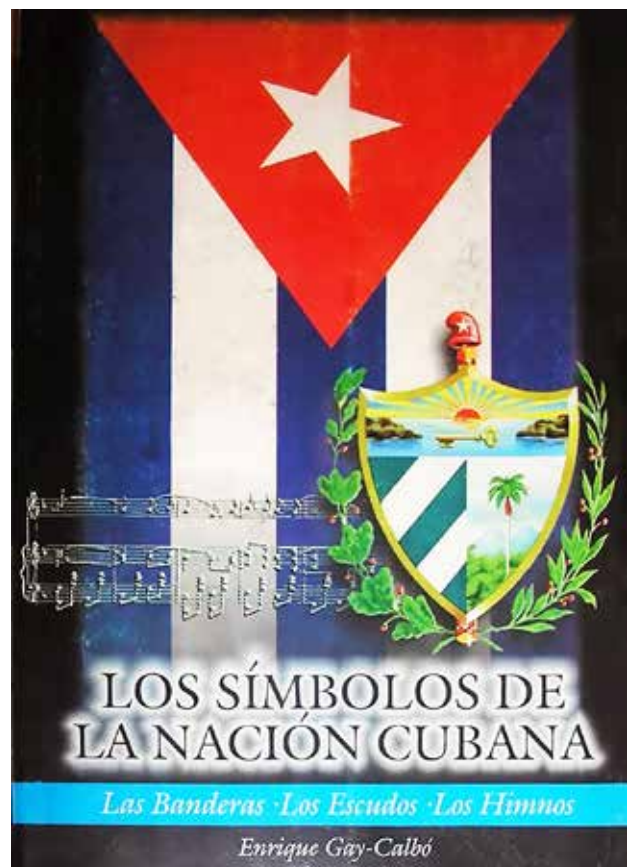 LOS SÍMBOLOS DE
LA NACIÓN CUBANA
Las Banderas ·Los Escudos ·Los Himnos
Enrique Gay-Calbó